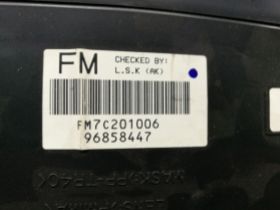 FM
CHECKED BY:
L.S.K (AK)
FM7C201006
96858447